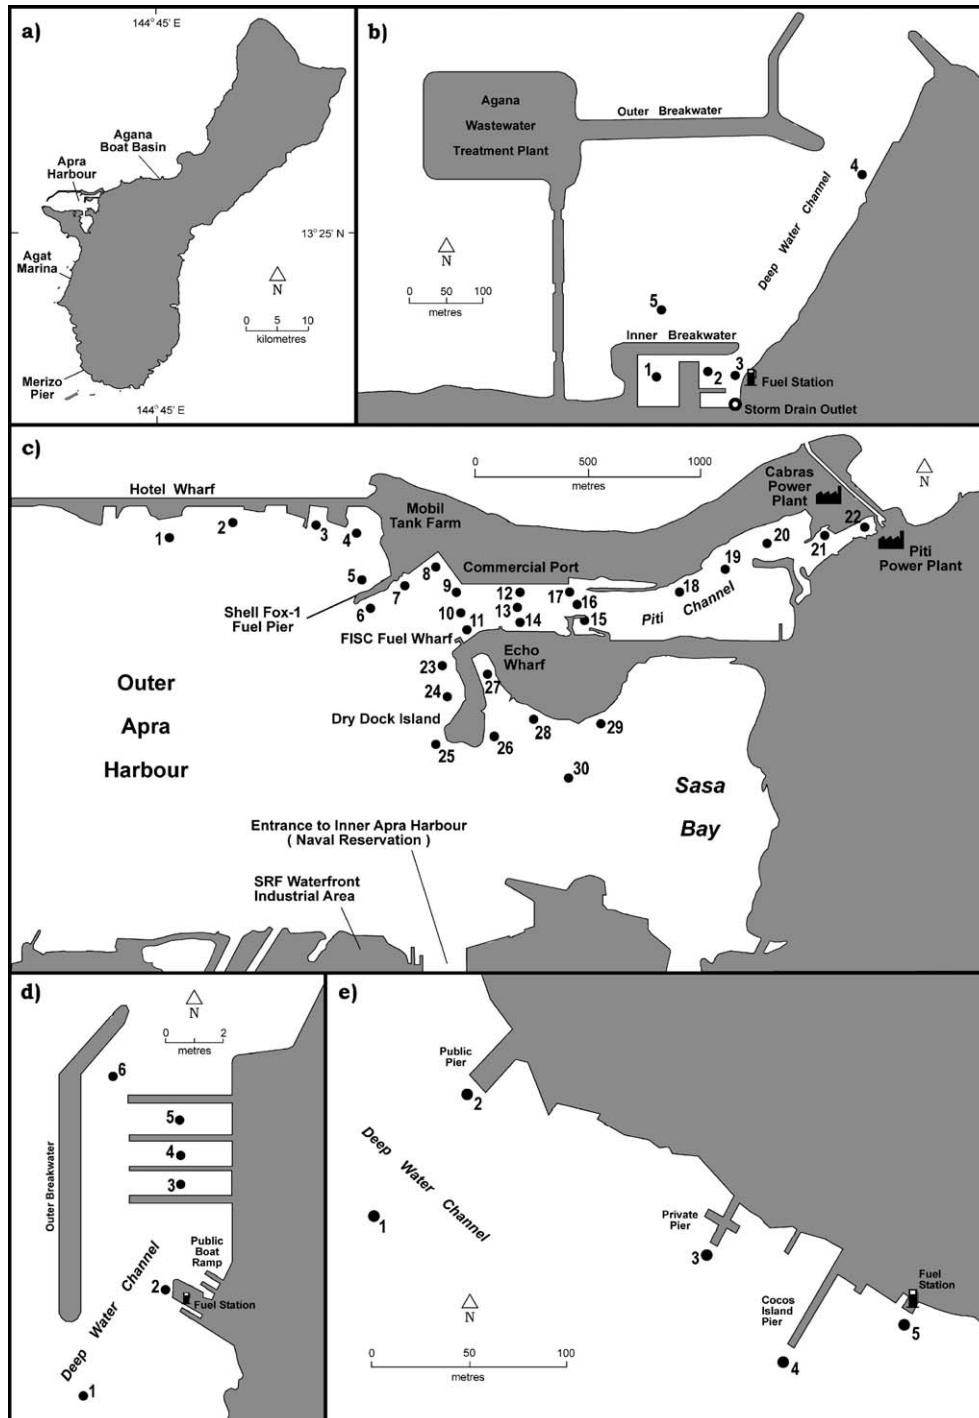 a)
144° 45' E
Agana
Boat Basin
Apra
Harbour
13° 25' N
Agat
Marina
N
0 5 10
kilometres
Merizo
Pier
144° 45' E
b)
Agana
Wastewater
Treatment Plant
Outer Breakwater
4
Deep Water Channel
N
0 50 100
metres
5
Inner Breakwater
1
2
3
Fuel Station
Storm Drain Outlet
c)
0 500 1000
metres
N
Hotel Wharf
Mobil
Tank Farm
Cabras
Power
Plant
1
2
3
4
20
21
22
Piti
Power Plant
5
8
Commercial Port
19
7
9
12
17
18
Piti Channel
Shell Fox-1
Fuel Pier
6
10
13
16
11
14
15
FISC Fuel Wharf
Echo
Wharf
23
27
Outer
Apra
Harbour
24
Dry Dock Island
25
26
28
29
30
Sasa
Bay
Entrance to Inner Apra Harbour
( Naval Reservation )
SRF Waterfront
Industrial Area
d)
N
0 2
metres
6
5
4
3
Outer Breakwater
Public
Boat
Ramp
2
Fuel Station
Deep Water Channel
1
e)
Public
Pier
2
Deep Water Channel
1
Private
Pier
3
Fuel
Station
N
Cocos
Island
Pier
5
4
0 50 100
metres